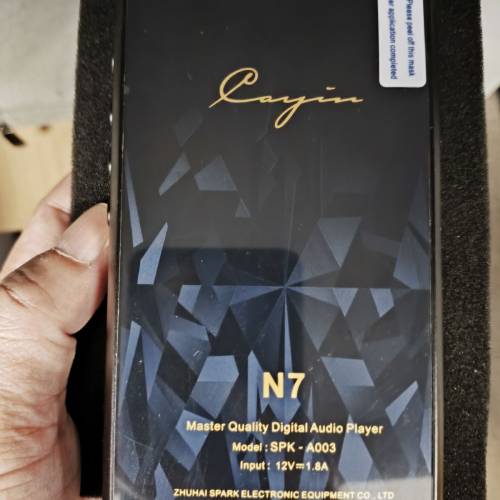 Please peel off this mask
er application completed
Cayin
N7
Master Quality Digital Audio Player
Model : SPK - A003
Input : 12V⎓1.8A
ZHUHAI SPARK ELECTRONIC EQUIPMENT CO., LTD